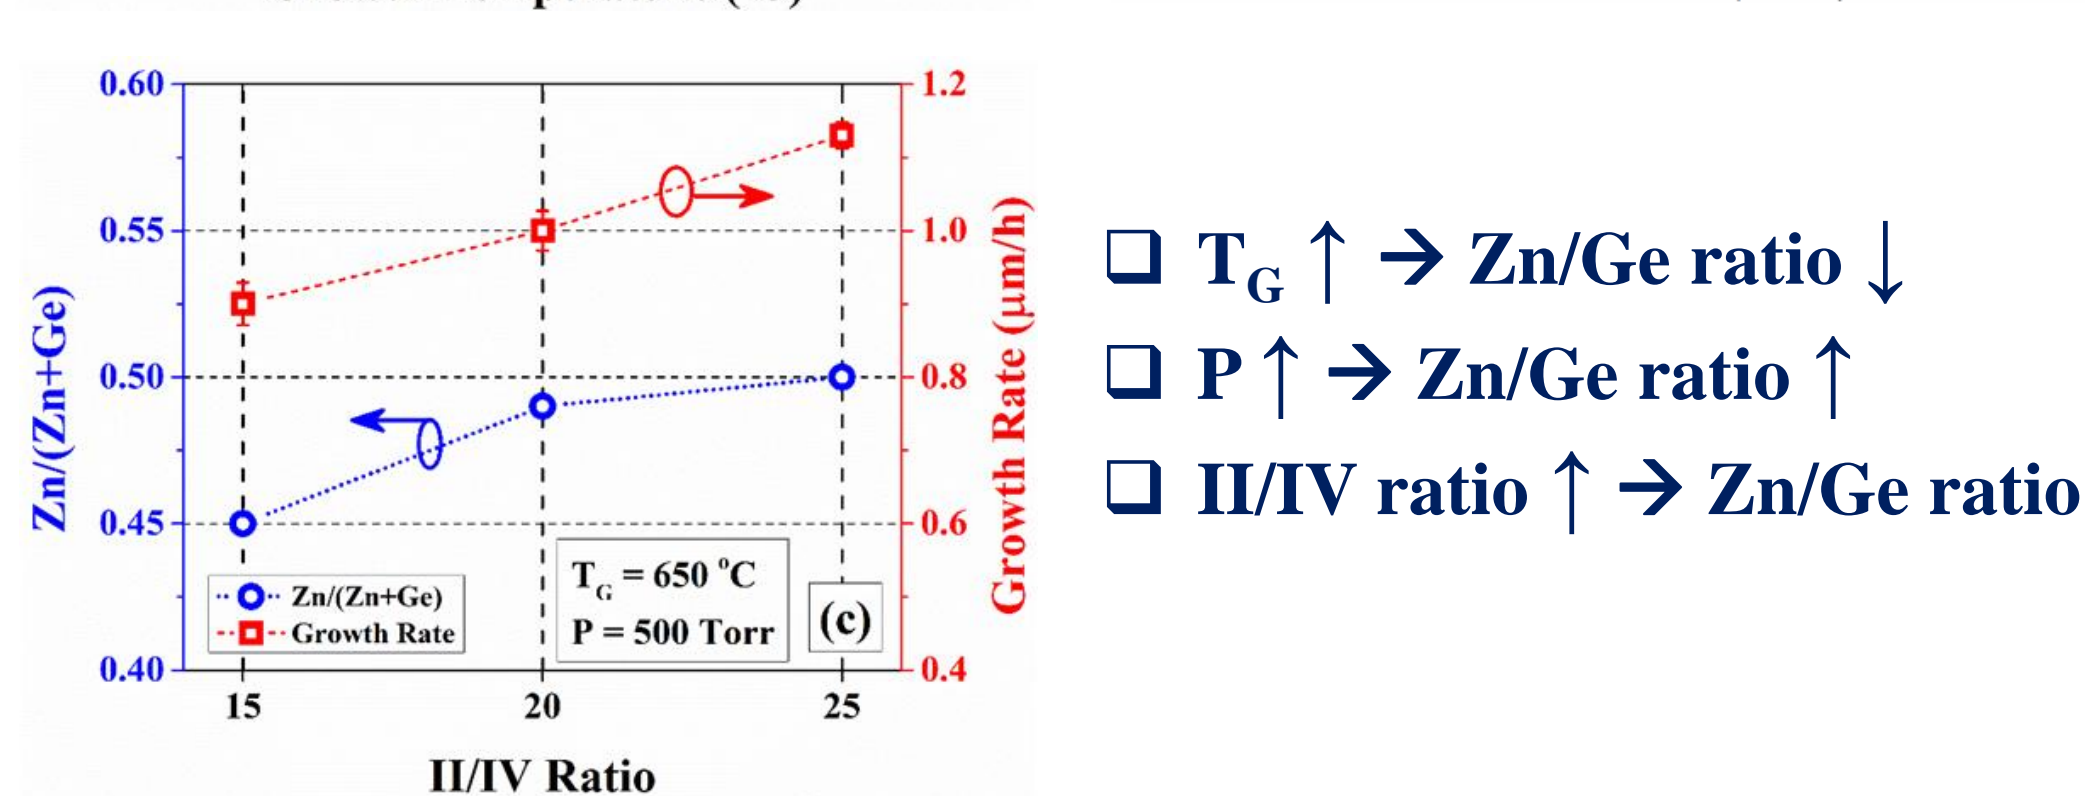 0.60
0.55
0.50
0.45
0.40
Zn/(Zn+Ge)
1.2
1.0
0.8
0.6
0.4
Growth Rate (μm/h)
Zn/(Zn+Ge)
Growth Rate
T_G = 650 °C
P = 500 Torr
(c)
15 20 25
II/IV Ratio
❑ T_G ↑ → Zn/Ge ratio ↓
❑ P ↑ → Zn/Ge ratio ↑
❑ II/IV ratio ↑ → Zn/Ge ratio